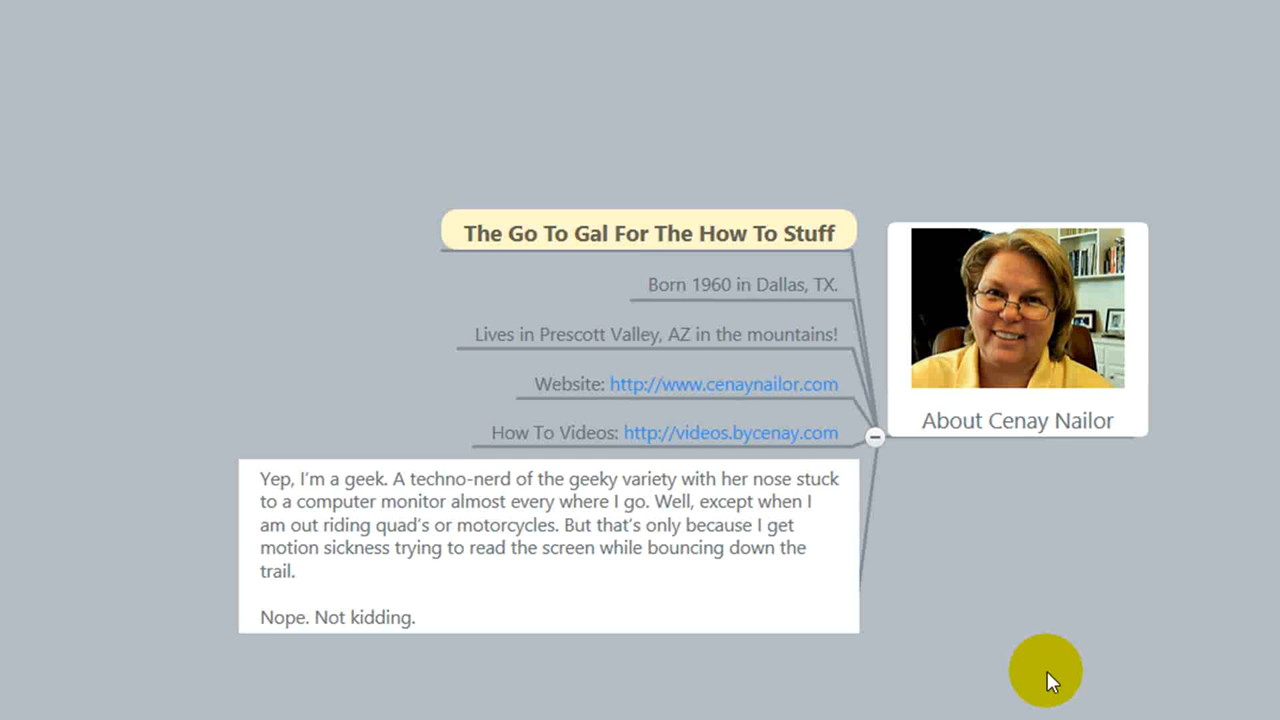 The Go To Gal For The How To Stuff
Born 1960 in Dallas, TX.
Lives in Prescott Valley, AZ in the mountains!
Website: http://www.cenaynailor.com
How To Videos: http://videos.bycenay.com
About Cenay Nailor
Yep, I’m a geek. A techno-nerd of the geeky variety with her nose stuck
to a computer monitor almost every where I go. Well, except when I
am out riding quad’s or motorcycles. But that’s only because I get
motion sickness trying to read the screen while bouncing down the
trail.
Nope. Not kidding.